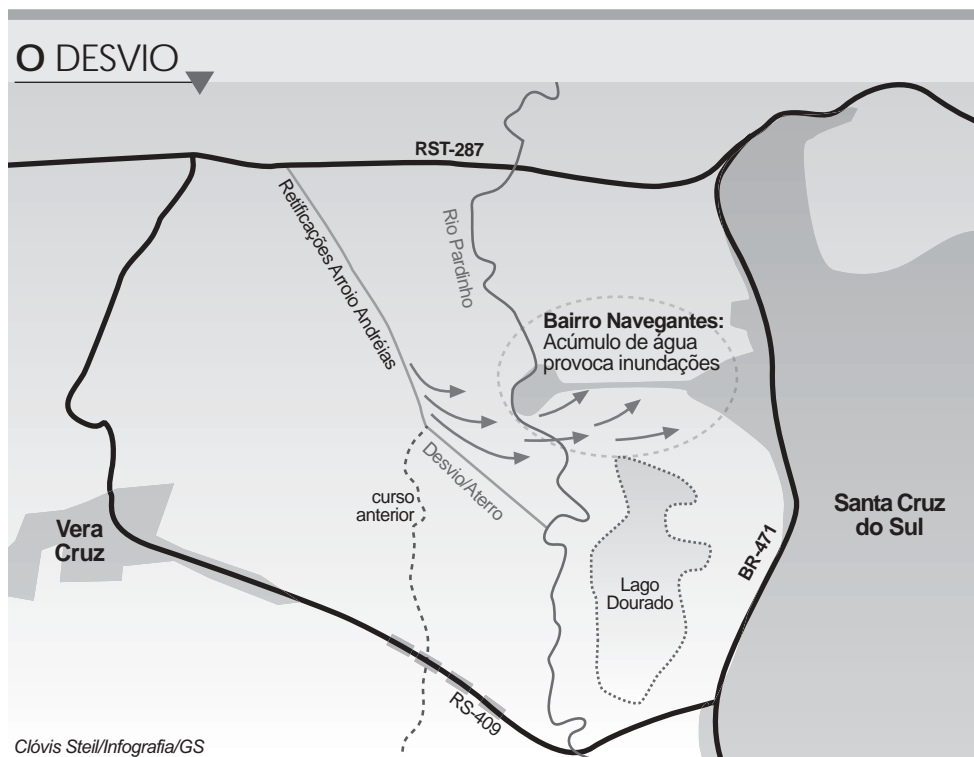 O DESVIO
RST-287
Retificações Arroio Andréias
Rio Pardinho
Bairro Navegantes:
Acúmulo de água
provoca inundações
Desvio/Aterro
curso
anterior
Vera
Cruz
Santa Cruz
do Sul
BR-471
Lago
Dourado
RS-409
Clóvis Steil/Infografia/GS